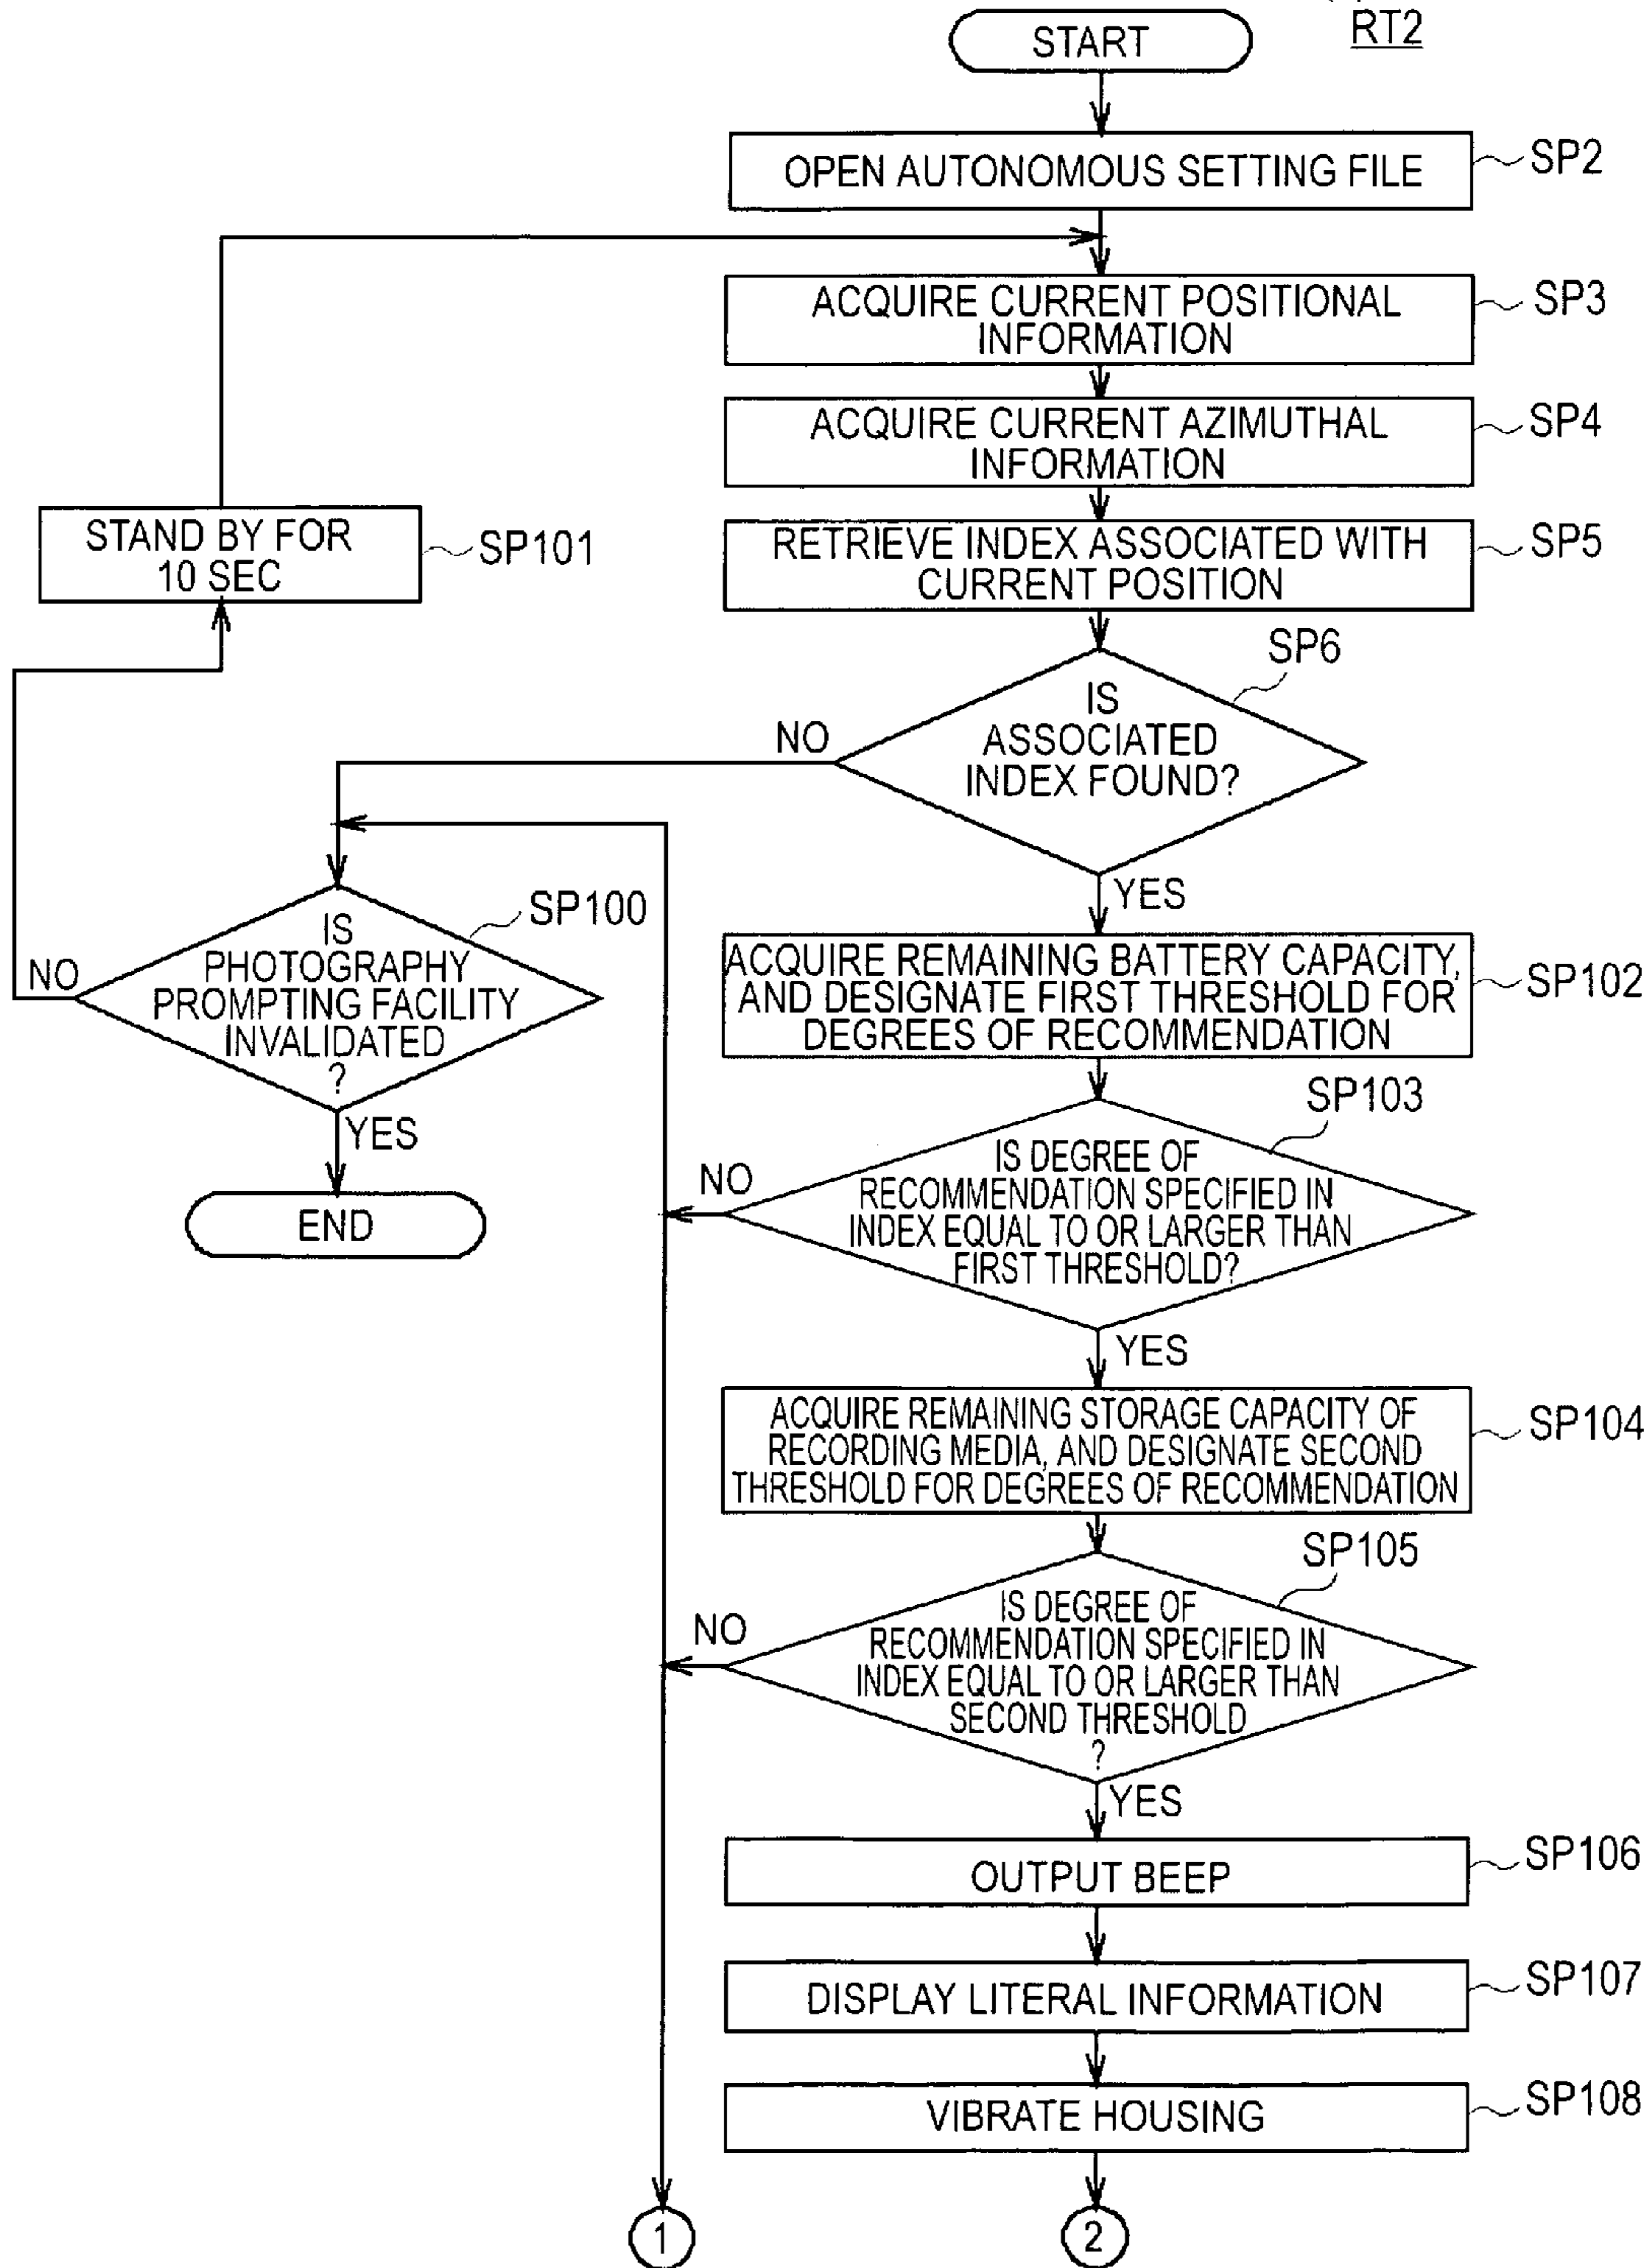 RT2
START
OPEN AUTONOMOUS SETTING FILE
SP2
ACQUIRE CURRENT POSITIONAL
INFORMATION
SP3
ACQUIRE CURRENT AZIMUTHAL
INFORMATION
SP4
STAND BY FOR
10 SEC
SP101
RETRIEVE INDEX ASSOCIATED WITH
CURRENT POSITION
SP5
SP6
IS
ASSOCIATED
INDEX FOUND?
NO
YES
SP100
IS
PHOTOGRAPHY
PROMPTING FACILITY
INVALIDATED
?
NO
YES
END
ACQUIRE REMAINING BATTERY CAPACITY,
AND DESIGNATE FIRST THRESHOLD FOR
DEGREES OF RECOMMENDATION
SP102
SP103
IS DEGREE OF
RECOMMENDATION SPECIFIED IN
INDEX EQUAL TO OR LARGER THAN
FIRST THRESHOLD?
NO
YES
ACQUIRE REMAINING STORAGE CAPACITY OF
RECORDING MEDIA, AND DESIGNATE SECOND
THRESHOLD FOR DEGREES OF RECOMMENDATION
SP104
SP105
IS DEGREE OF
RECOMMENDATION SPECIFIED IN
INDEX EQUAL TO OR LARGER THAN
SECOND THRESHOLD
?
NO
YES
OUTPUT BEEP
SP106
DISPLAY LITERAL INFORMATION
SP107
VIBRATE HOUSING
SP108
1
2